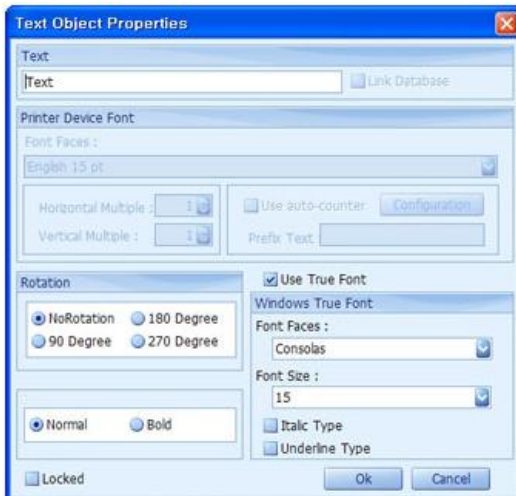 Text Object Properties
Text
Text
Link Database
Printer Device Font
Font Faces :
English 15 pt
Horizontal Multiple : 1
Use auto-counter Configuration
Vertical Multiple : 1
Prefix Text
Rotation
Use True Font
NoRotation 180 Degree
90 Degree 270 Degree
Windows True Font
Font Faces :
Consolas
Font Size :
15
Normal Bold
Italic Type
Underline Type
Locked
Ok Cancel